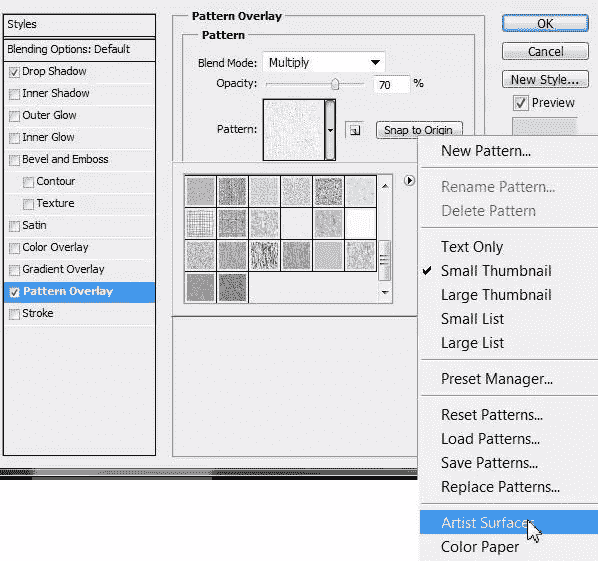 Styles
Blending Options: Default
Drop Shadow
Inner Shadow
Outer Glow
Inner Glow
Bevel and Emboss
Contour
Texture
Satin
Color Overlay
Gradient Overlay
Pattern Overlay
Stroke
Pattern Overlay
Pattern
Blend Mode: Multiply
Opacity: 70 %
Pattern:
Snap to Origin
OK
Cancel
New Style...
Preview
New Pattern...
Rename Pattern...
Delete Pattern
Text Only
Small Thumbnail
Large Thumbnail
Small List
Large List
Preset Manager...
Reset Patterns...
Load Patterns...
Save Patterns...
Replace Patterns...
Artist Surfaces
Color Paper